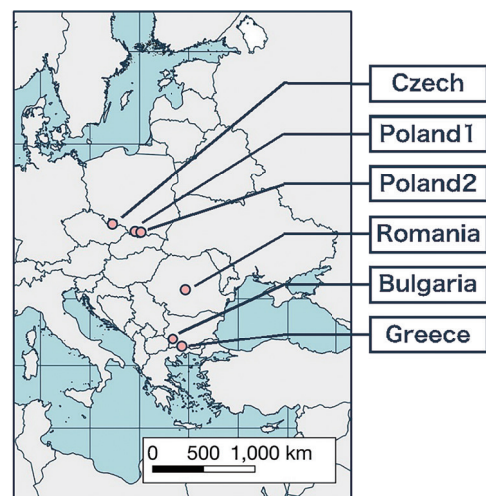 Czech
Poland1
Poland2
Romania
Bulgaria
Greece
0 500 1,000 km